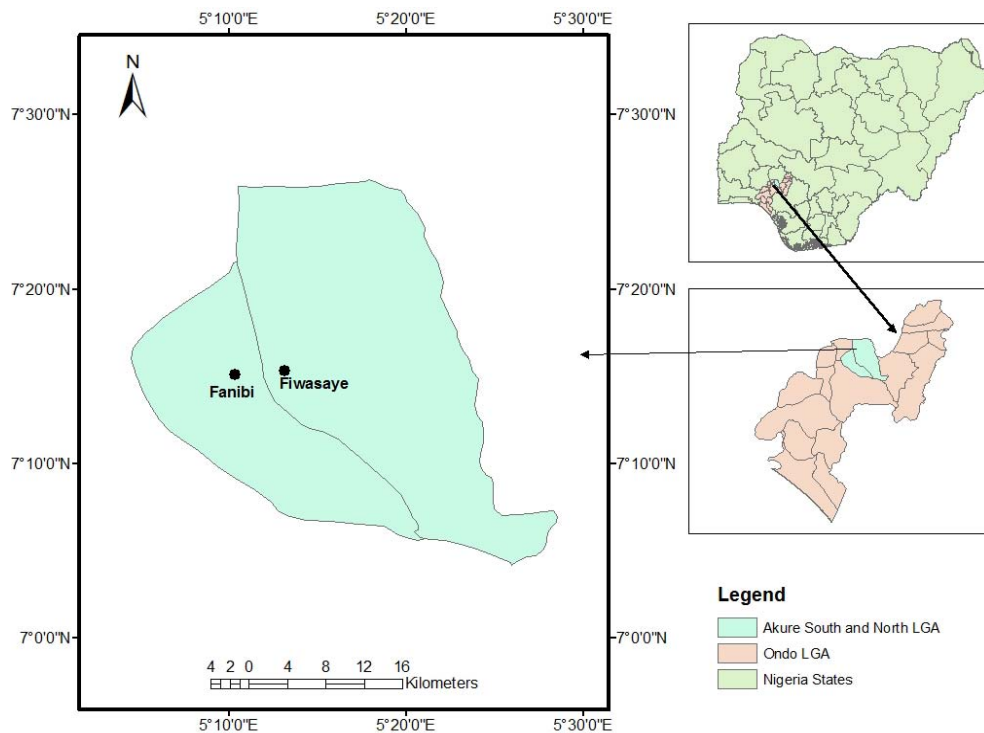 5°10'0"E 5°20'0"E 5°30'0"E
N
7°30'0"N 7°30'0"N
7°20'0"N 7°20'0"N
Fanibi
Fiwasaye
7°10'0"N 7°10'0"N
7°0'0"N 7°0'0"N
4 2 0 4 8 12 16
Kilometers
5°10'0"E 5°20'0"E 5°30'0"E
Legend
Akure South and North LGA
Ondo LGA
Nigeria States